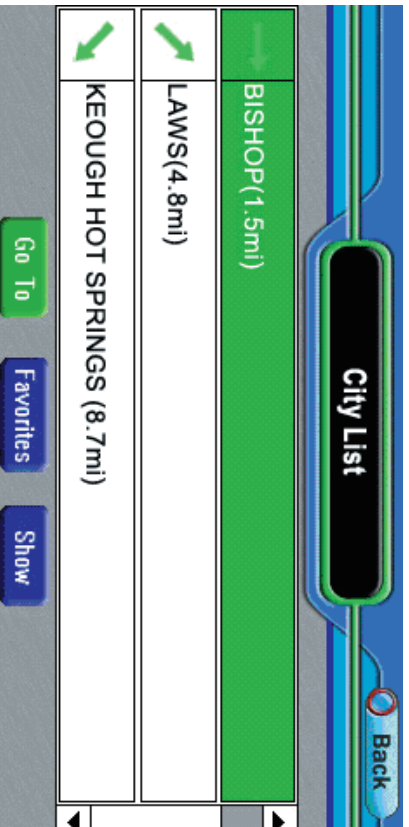 City List
Back
BISHOP(1.5mi)
LAWS(4.8mi)
KEOUGH HOT SPRINGS (8.7mi)
Go To
Favorites
Show